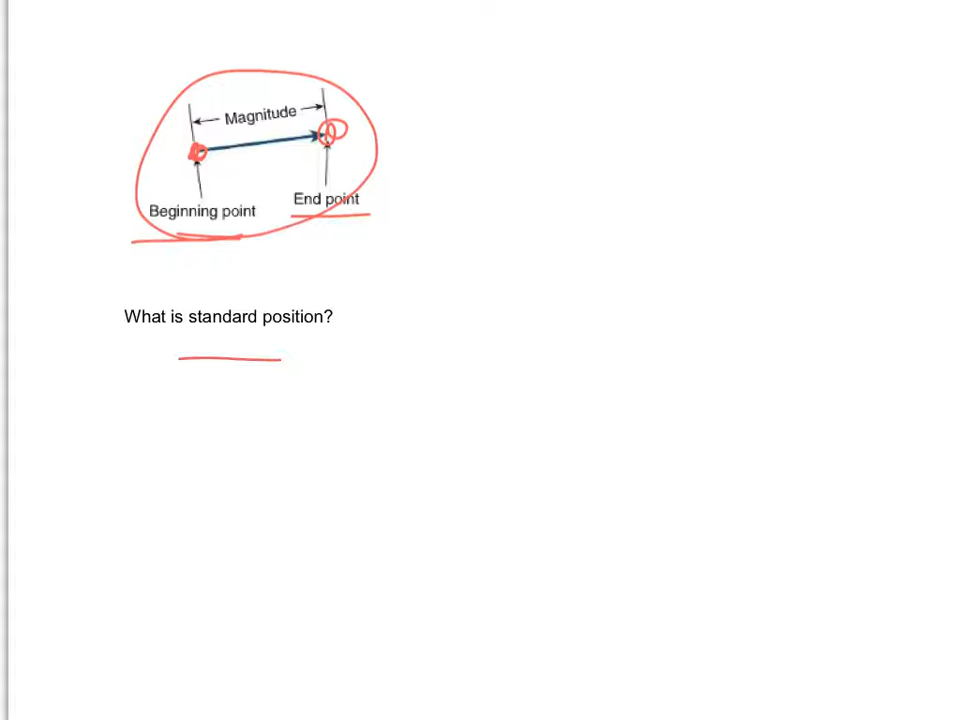 Magnitude
End point
Beginning point
What is standard position?